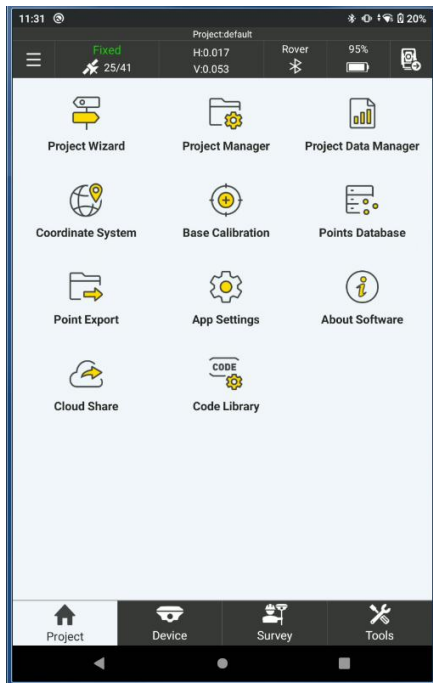 11:31 20%
Project:default
Fixed H:0.017 Rover 95%
25/41 V:0.053
Project Wizard Project Manager Project Data Manager
Coordinate System Base Calibration Points Database
Point Export App Settings About Software
CODE
Cloud Share Code Library
Project Device Survey Tools